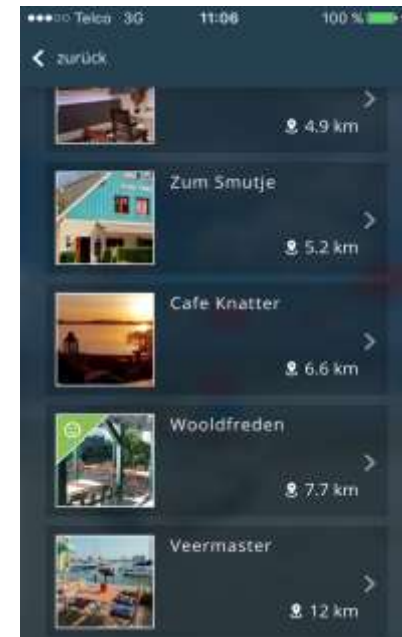 Telco 3G 11:06 100 %
zurück
4.9 km
Zum Smutje
5.2 km
Cafe Knatter
6.6 km
Wooldfreden
7.7 km
Veermaster
12 km